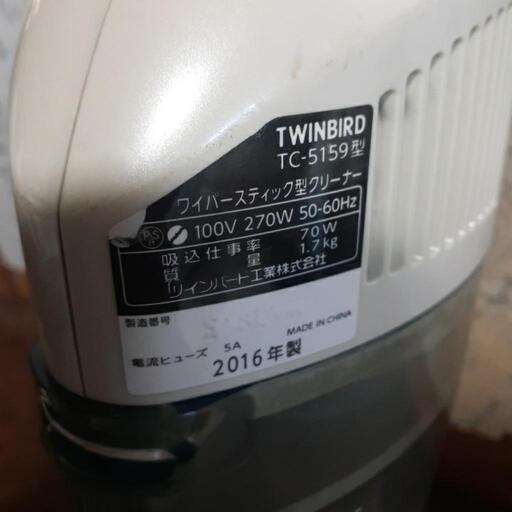 TWINBIRD
TC-5159型
ワイパースティック型クリーナー
100V 270W 50-60Hz
吸込仕事率 70W
質量 1.7kg
ツインバード工業株式会社
製造番号
MADE IN CHINA
電流ヒューズ 5A
2016年製